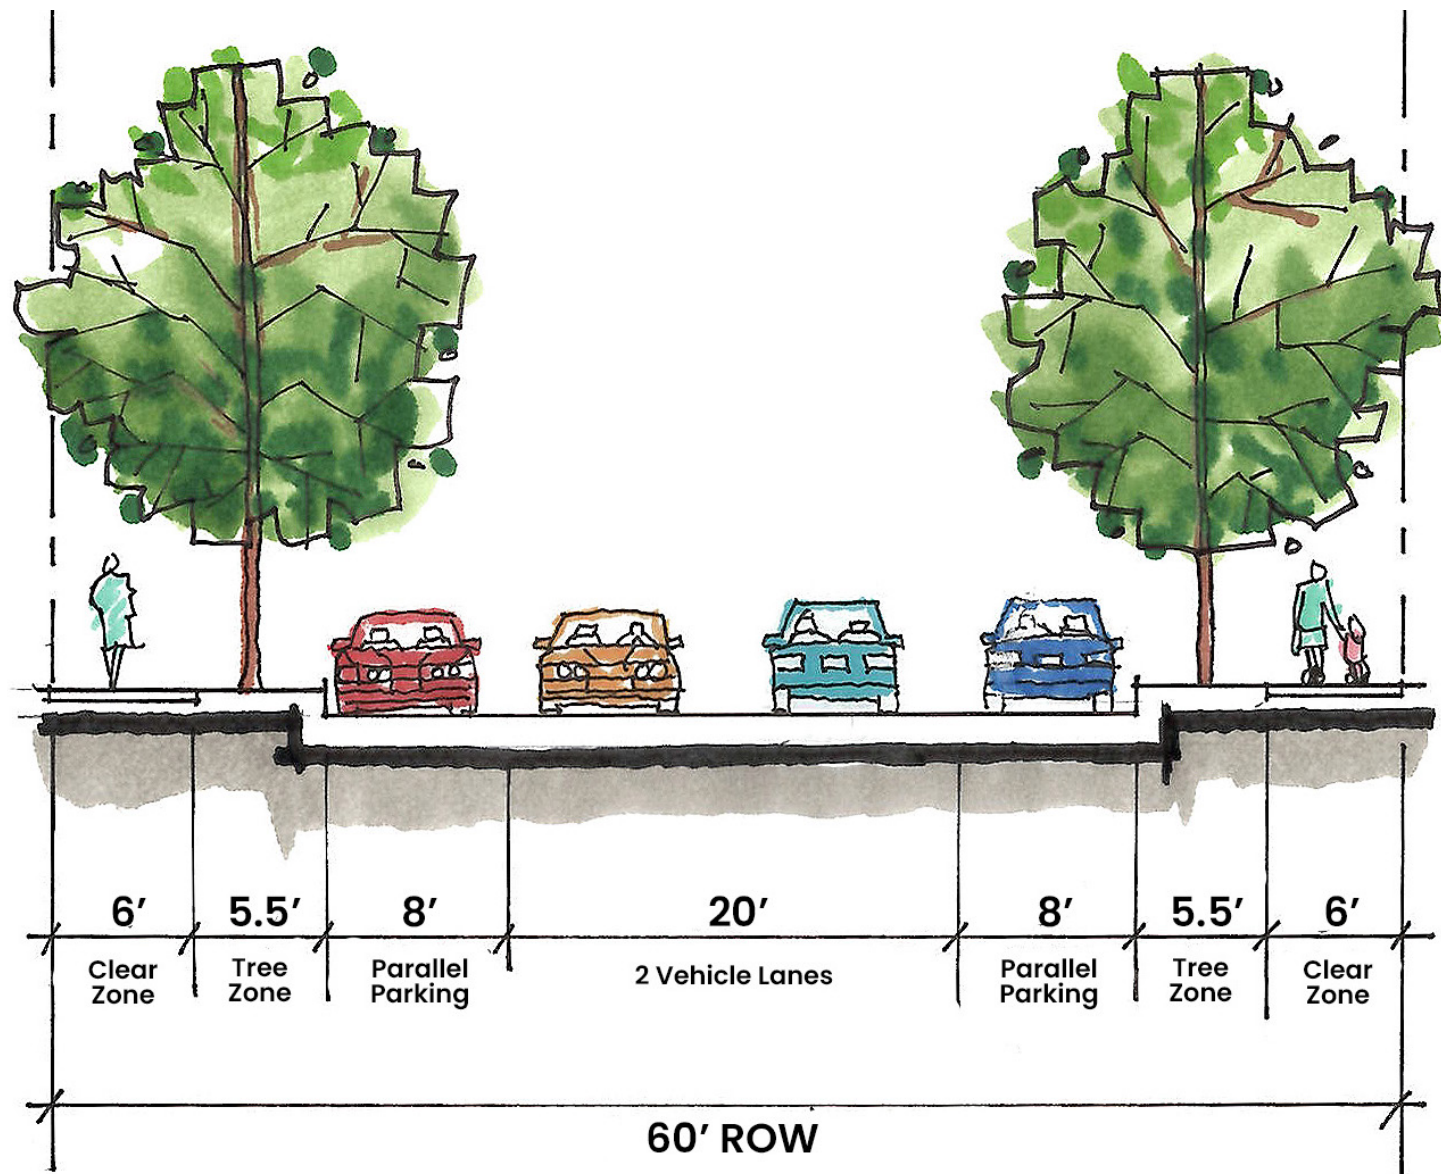 6’ 5.5’ 8’ 20’ 8’ 5.5’ 6’
Clear
Zone
Tree
Zone
Parallel
Parking
2 Vehicle Lanes
Parallel
Parking
Tree
Zone
Clear
Zone
60’ ROW